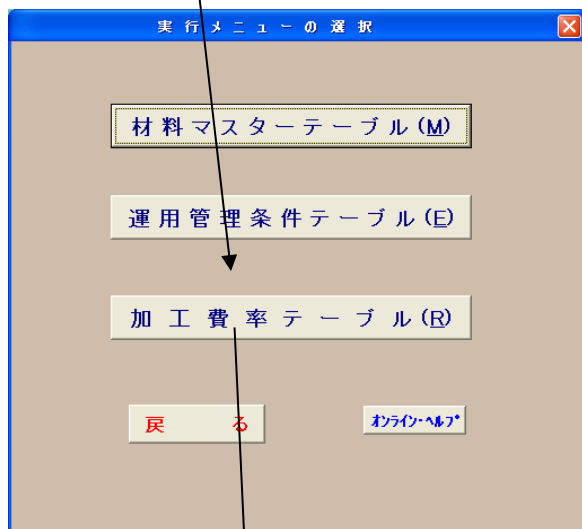 実行メニューの選択
材料マスターテーブル(M)
運用管理条件テーブル(E)
加工費率テーブル(R)
戻る
オンライン・ヘルプ